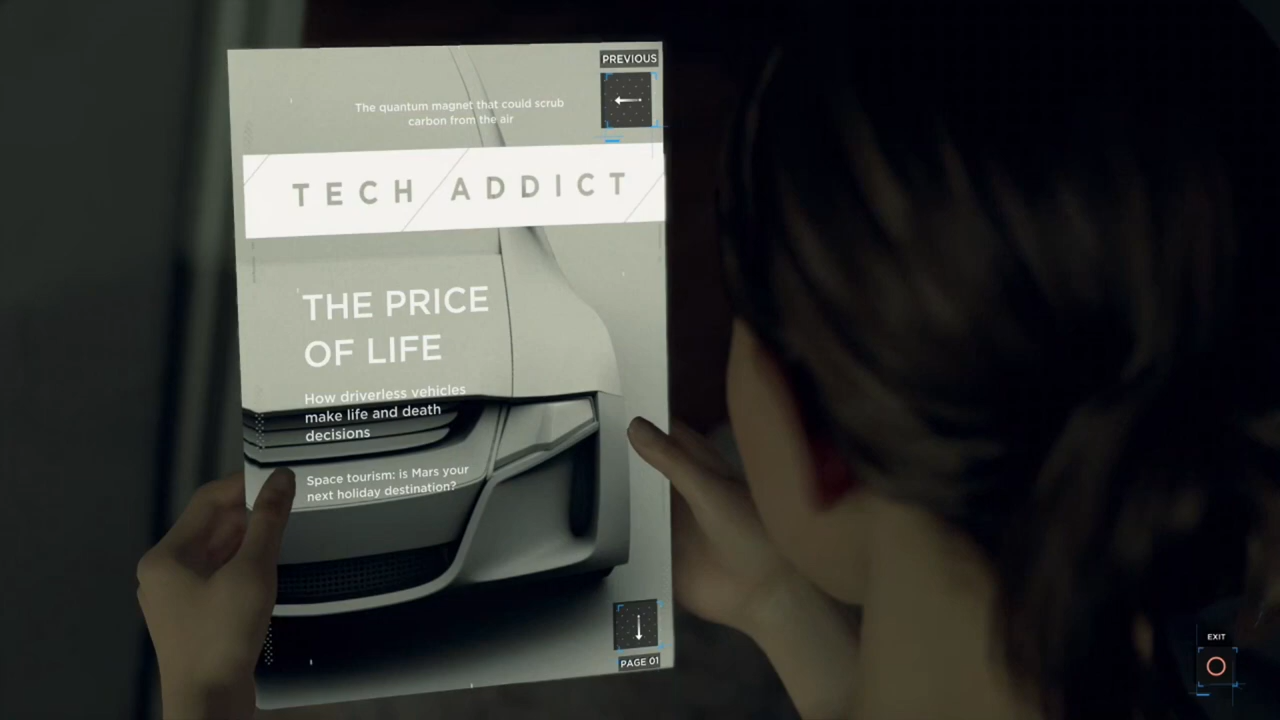 PREVIOUS
The quantum magnet that could scrub
carbon from the air
TECH ADDICT
THE PRICE
OF LIFE
How driverless vehicles
make life and death
decisions
Space tourism: is Mars your
next holiday destination?
PAGE 01
EXIT